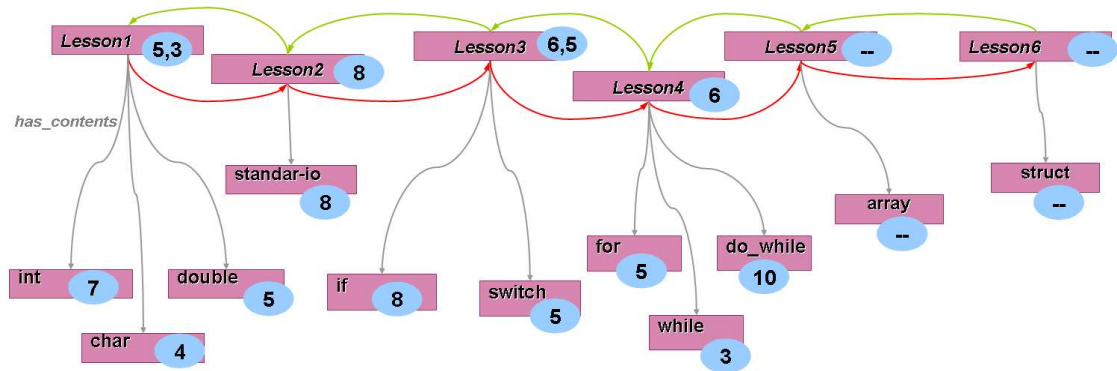 Lesson1
5,3
Lesson2
8
Lesson3
6,5
Lesson4
6
Lesson5
--
Lesson6
--
has_contents
standar-io
8
struct
--
array
--
int
7
double
5
char
4
if
8
switch
5
for
5
do_while
10
while
3